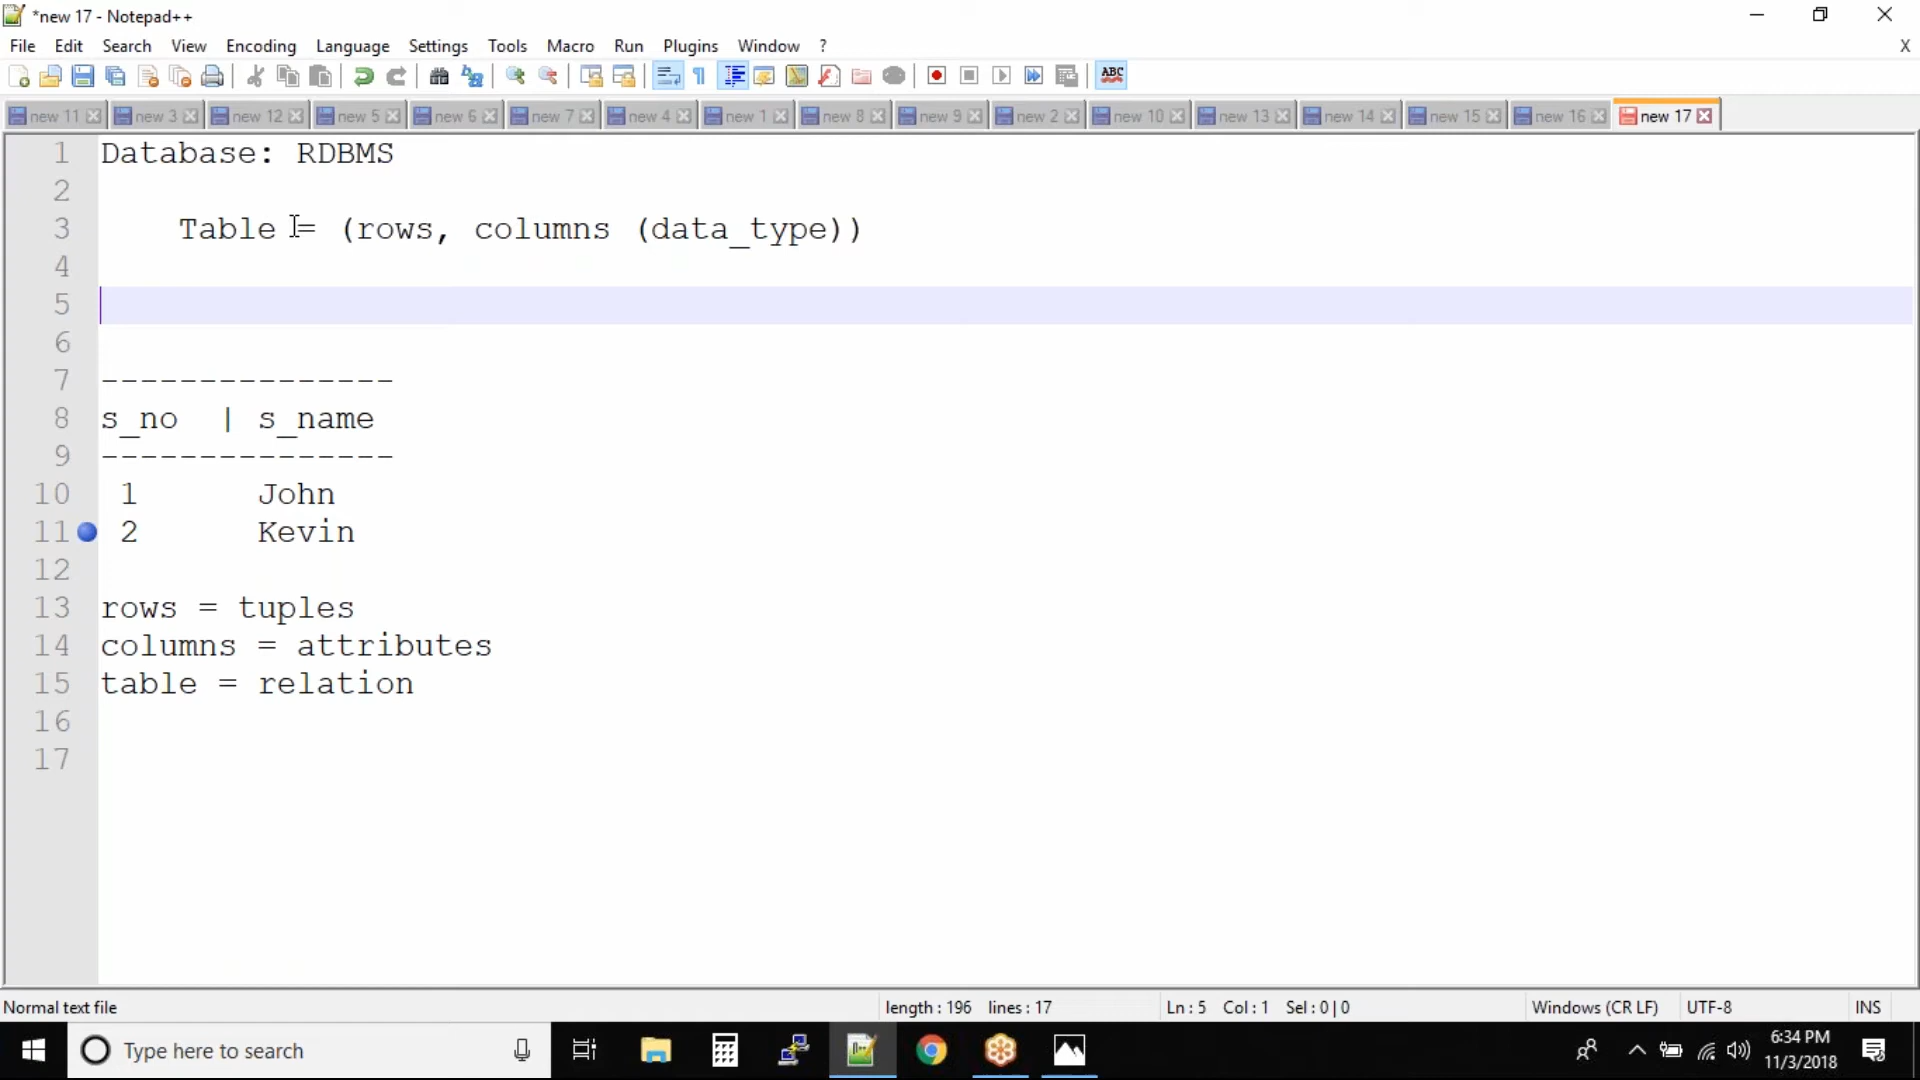 *new 17 - Notepad++
File Edit Search View Encoding Language Settings Tools Macro Run Plugins Window ? X
ABC
new 11 new 3 new 12 new 5 new 6 new 7 new 4 new 1 new 8 new 9 new 2 new 10 new 13 new 14 new 15 new 16 new 17
1 Database: RDBMS
2
3 Table = (rows, columns (data_type))
4
5
6
7 ---------------
8 s_no | s_name
9 ---------------
10 1 John
11 2 Kevin
12
13 rows = tuples
14 columns = attributes
15 table = relation
16
17
Normal text file length : 196 lines : 17 Ln : 5 Col : 1 Sel : 0 | 0 Windows (CR LF) UTF-8 INS
Type here to search
6:34 PM
11/3/2018